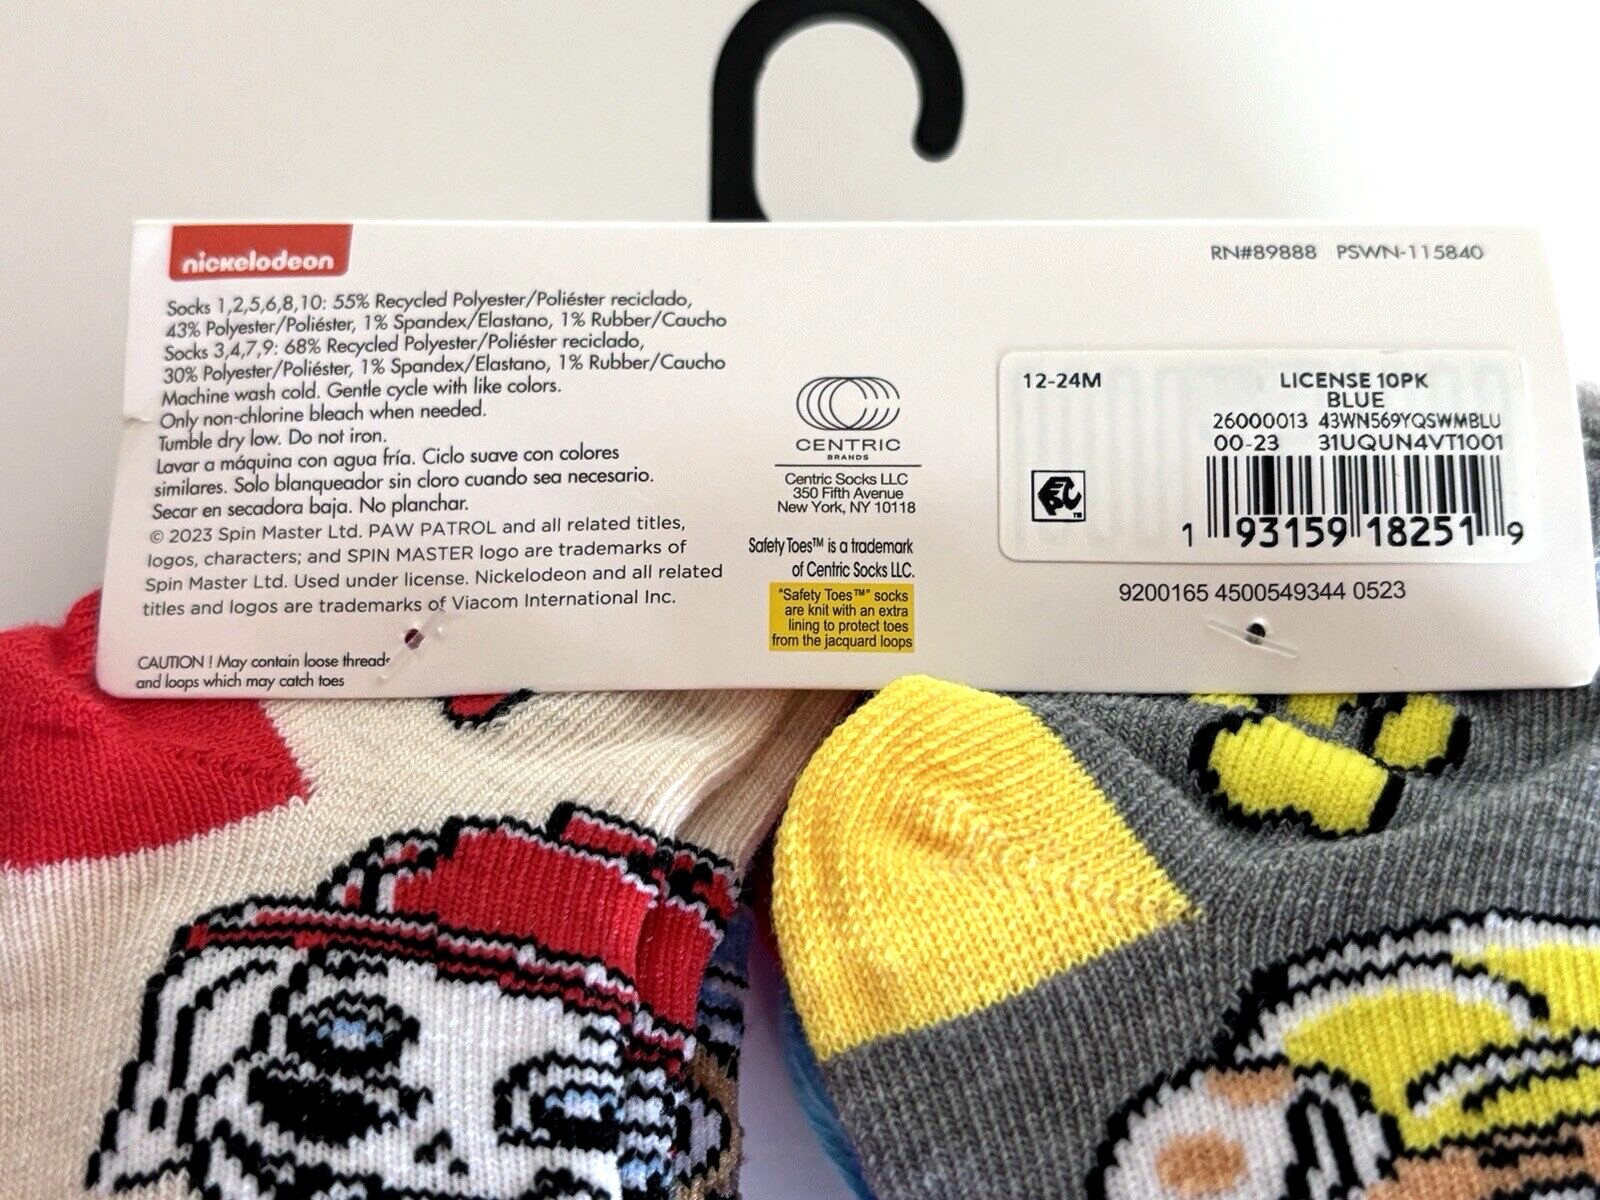 nickelodeon
Socks 1,2,5,6,8,10: 55% Recycled Polyester/Poliéster reciclado,
43% Polyester/Poliéster, 1% Spandex/Elastano, 1% Rubber/Caucho
Socks 3,4,7,9: 68% Recycled Polyester/Poliéster reciclado,
30% Polyester/Poliéster, 1% Spandex/Elastano, 1% Rubber/Caucho
Machine wash cold. Gentle cycle with like colors.
Only non-chlorine bleach when needed.
Tumble dry low. Do not iron.
Lavar a máquina con agua fría. Ciclo suave con colores
similares. Solo blanqueador sin cloro cuando sea necesario.
Secar en secadora baja. No planchar.
© 2023 Spin Master Ltd. PAW PATROL and all related titles,
logos, characters; and SPIN MASTER logo are trademarks of
Spin Master Ltd. Used under license. Nickelodeon and all related
titles and logos are trademarks of Viacom International Inc.
CAUTION ! May contain loose threads
and loops which may catch toes
CENTRIC
BRANDS
Centric Socks LLC
350 Fifth Avenue
New York, NY 10118
Safety Toes™ is a trademark
of Centric Socks LLC.
"Safety Toes™" socks
are knit with an extra
lining to protect toes
from the jacquard loops
RN#89888 PSWN-115840
12-24M
LICENSE 10PK
BLUE
26000013 43WN569YQSWMBLU
00-23 31UQUN4VT1001
EPC™
1 93159 18251 9
9200165 4500549344 0523